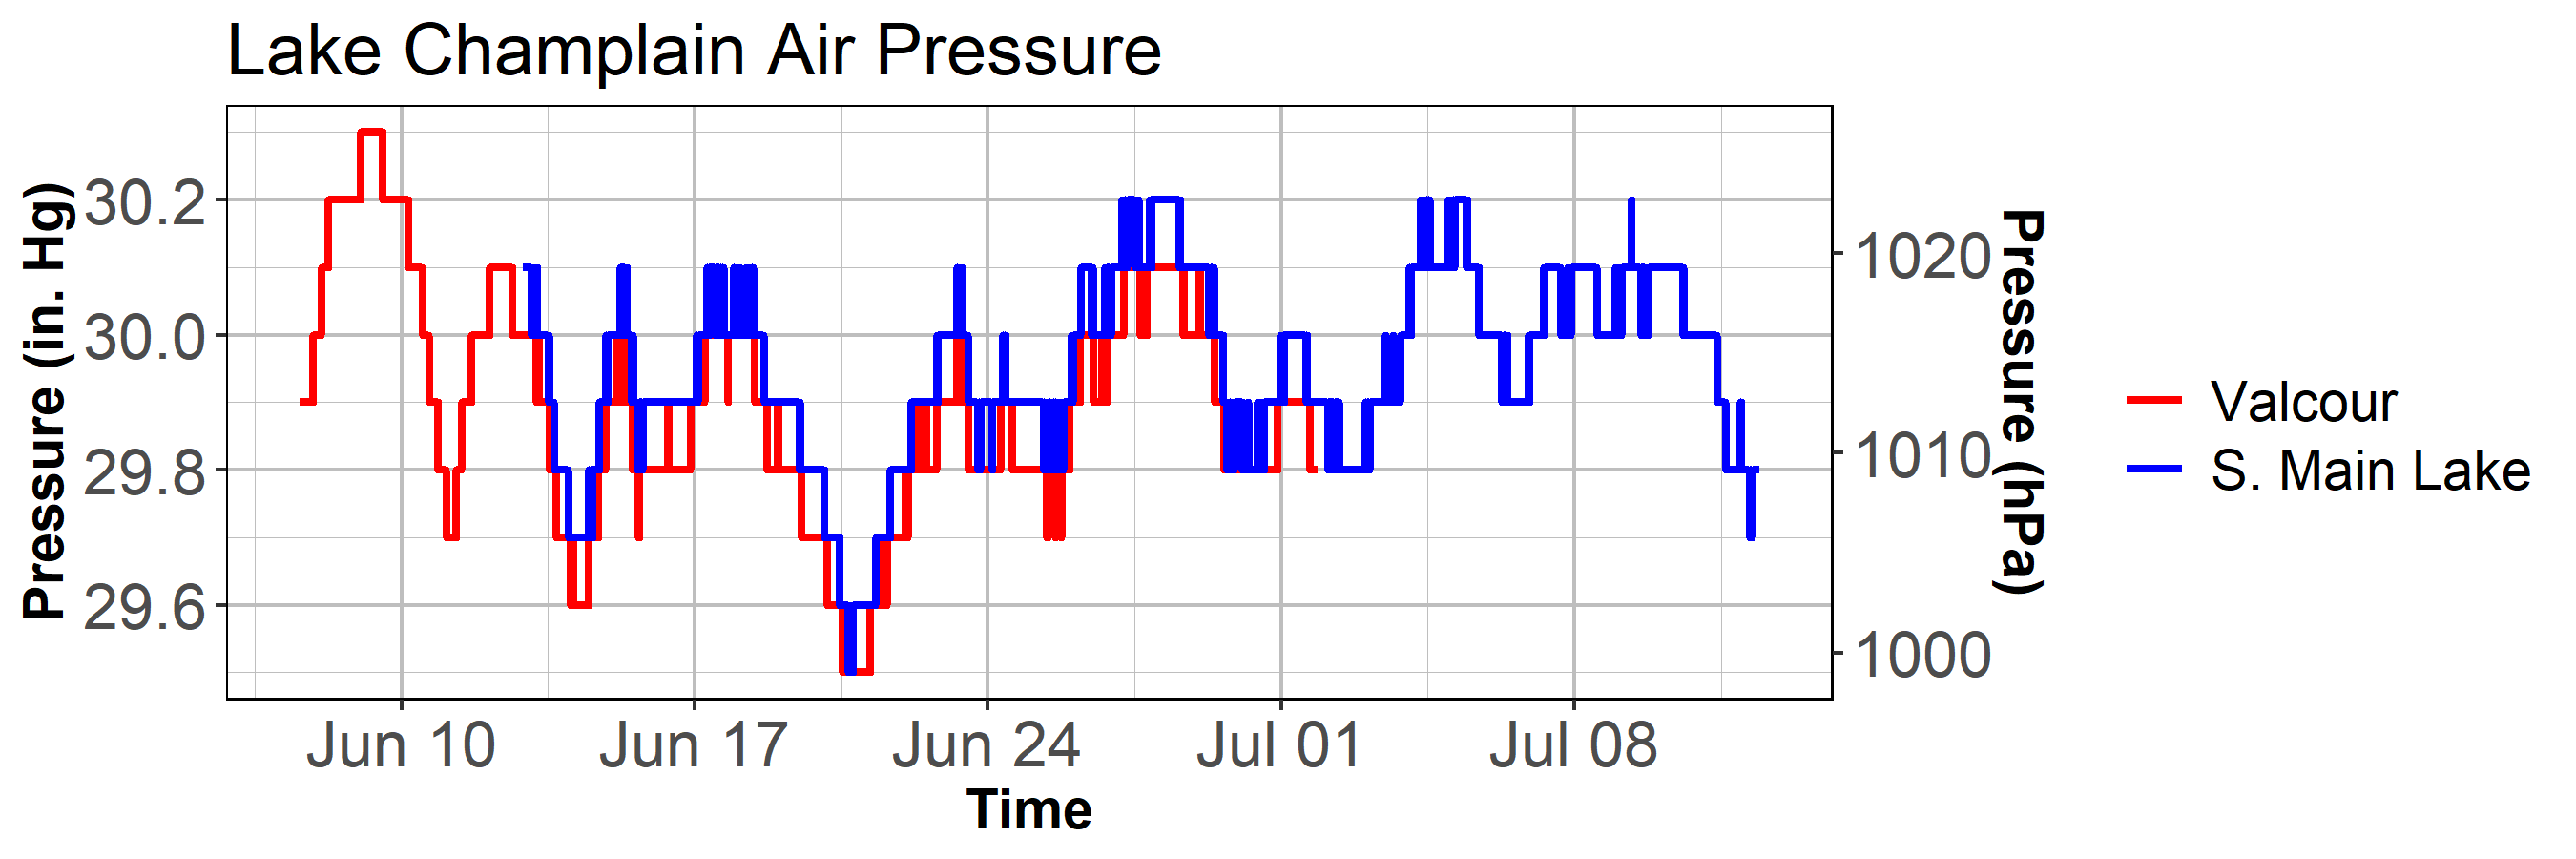 Lake Champlain Air Pressure
Pressure (in. Hg)
30.2
30.0
29.8
29.6
1020
1010
1000
Pressure (hPa)
Valcour
S. Main Lake
Jun 10
Jun 17
Jun 24
Jul 01
Jul 08
Time